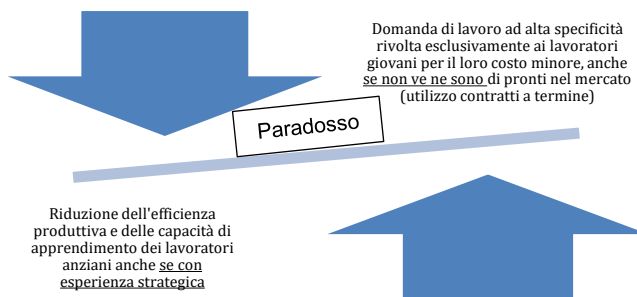 Domanda di lavoro ad alta specificità
rivolta esclusivamente ai lavoratori
giovani per il loro costo minore, anche
se non ve ne sono di pronti nel mercato
(utilizzo contratti a termine)
Paradosso
Riduzione dell'efficienza
produttiva e delle capacità di
apprendimento dei lavoratori
anziani anche se con
esperienza strategica